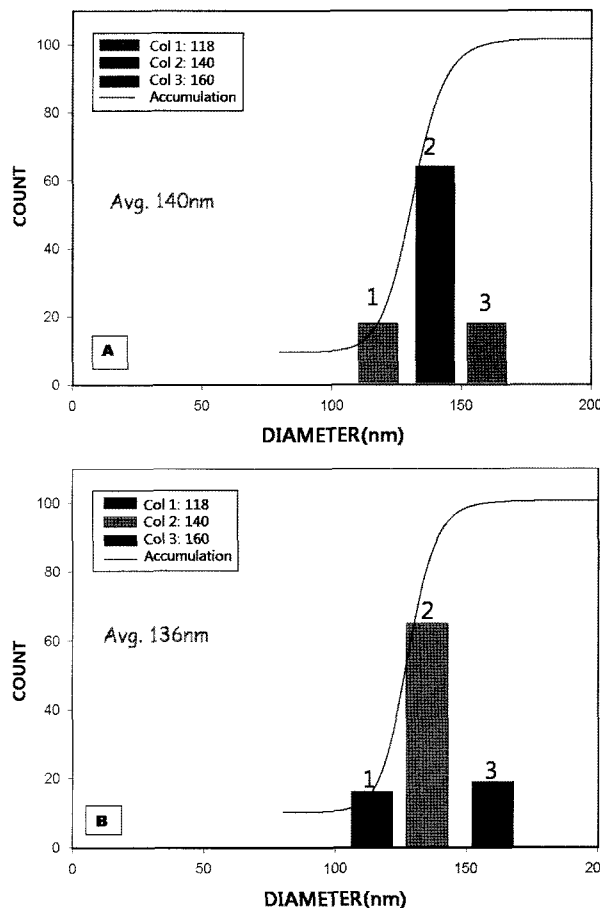 100
80
60
40
20
0
COUNT
Col 1: 118
Col 2: 140
Col 3: 160
Accumulation
Avg. 140nm
1
2
3
A
0 50 100 150 200
DIAMETER(nm)
100
80
60
40
20
0
COUNT
Col 1: 118
Col 2: 140
Col 3: 160
Accumulation
Avg. 136nm
1
2
3
B
0 50 100 150 200
DIAMETER(nm)